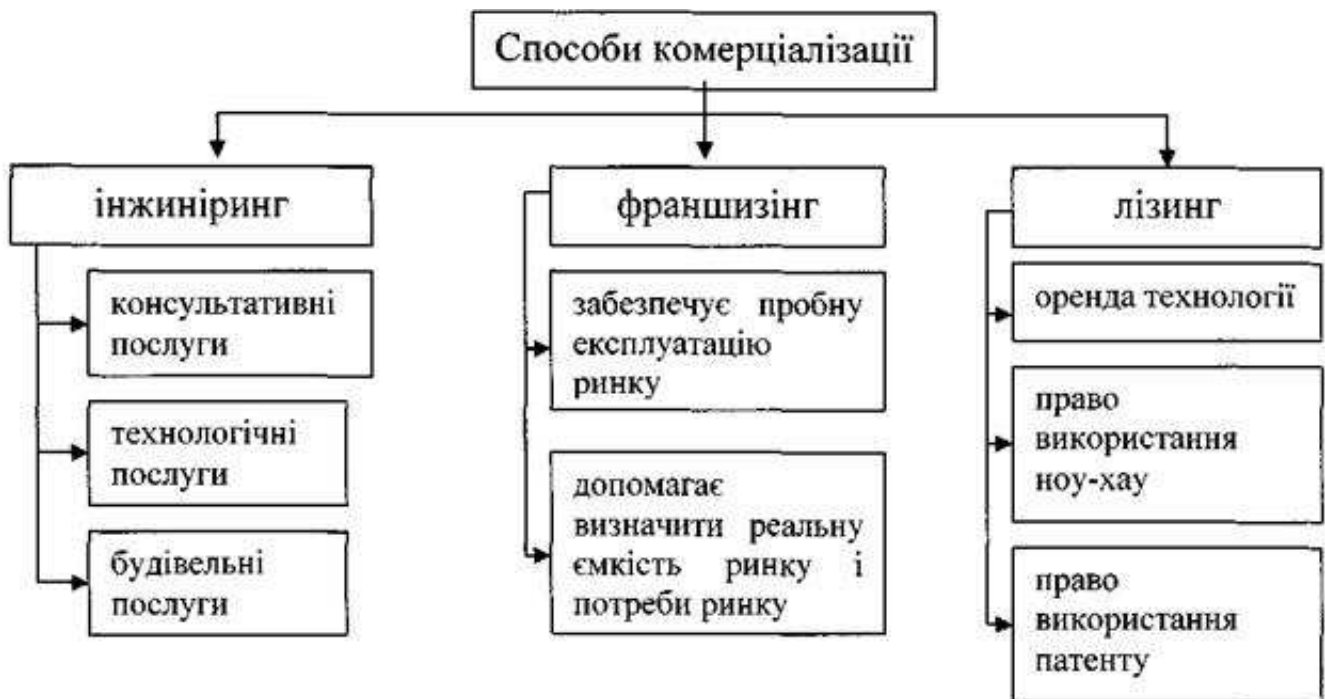 Способи комерціалізації
інжиніринг
консультативні
послуги
технологічні
послуги
будівельні
послуги
франшизінг
забезпечує пробну
експлуатацію
ринку
допомагає
визначити реальну
ємкість ринку і
потреби ринку
лізинг
оренда технології
право
використання
ноу-хау
право
використання
патенту